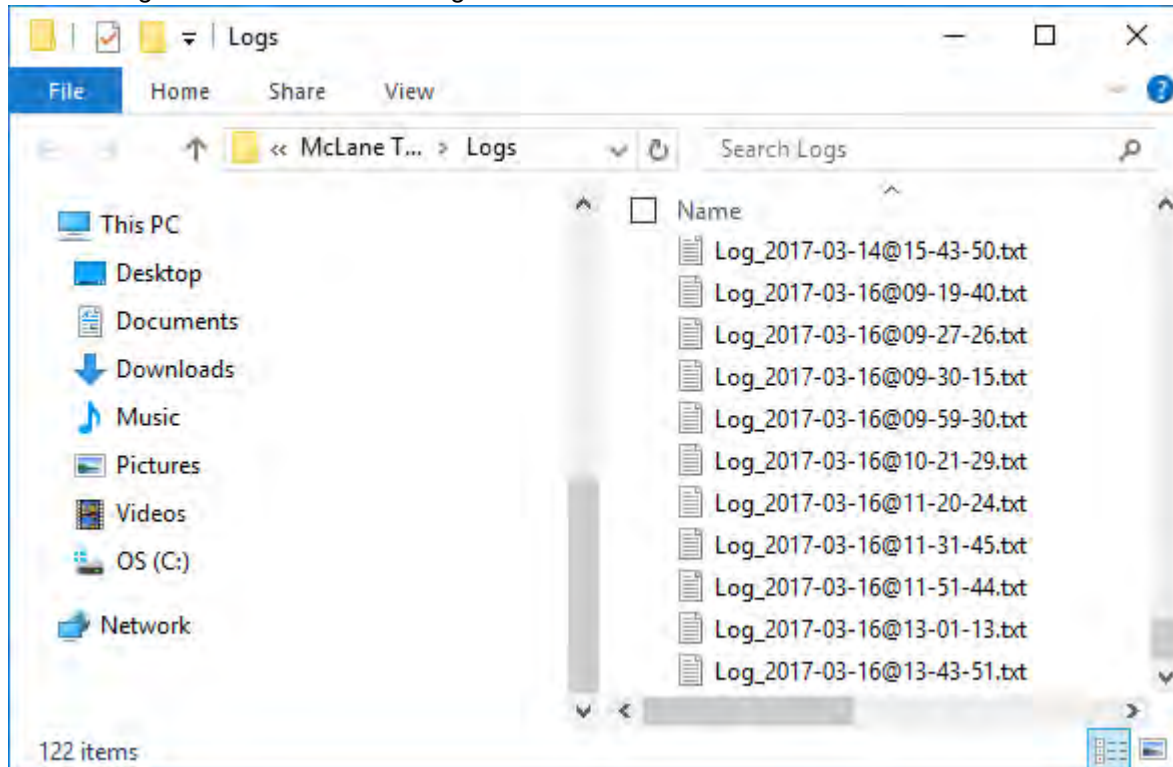 Logs
File Home Share View
« McLane T... > Logs
Search Logs
This PC
Desktop
Documents
Downloads
Music
Pictures
Videos
OS (C:)
Network
Name
Log_2017-03-14@15-43-50.txt
Log_2017-03-16@09-19-40.txt
Log_2017-03-16@09-27-26.txt
Log_2017-03-16@09-30-15.txt
Log_2017-03-16@09-59-30.txt
Log_2017-03-16@10-21-29.txt
Log_2017-03-16@11-20-24.txt
Log_2017-03-16@11-31-45.txt
Log_2017-03-16@11-51-44.txt
Log_2017-03-16@13-01-13.txt
Log_2017-03-16@13-43-51.txt
122 items